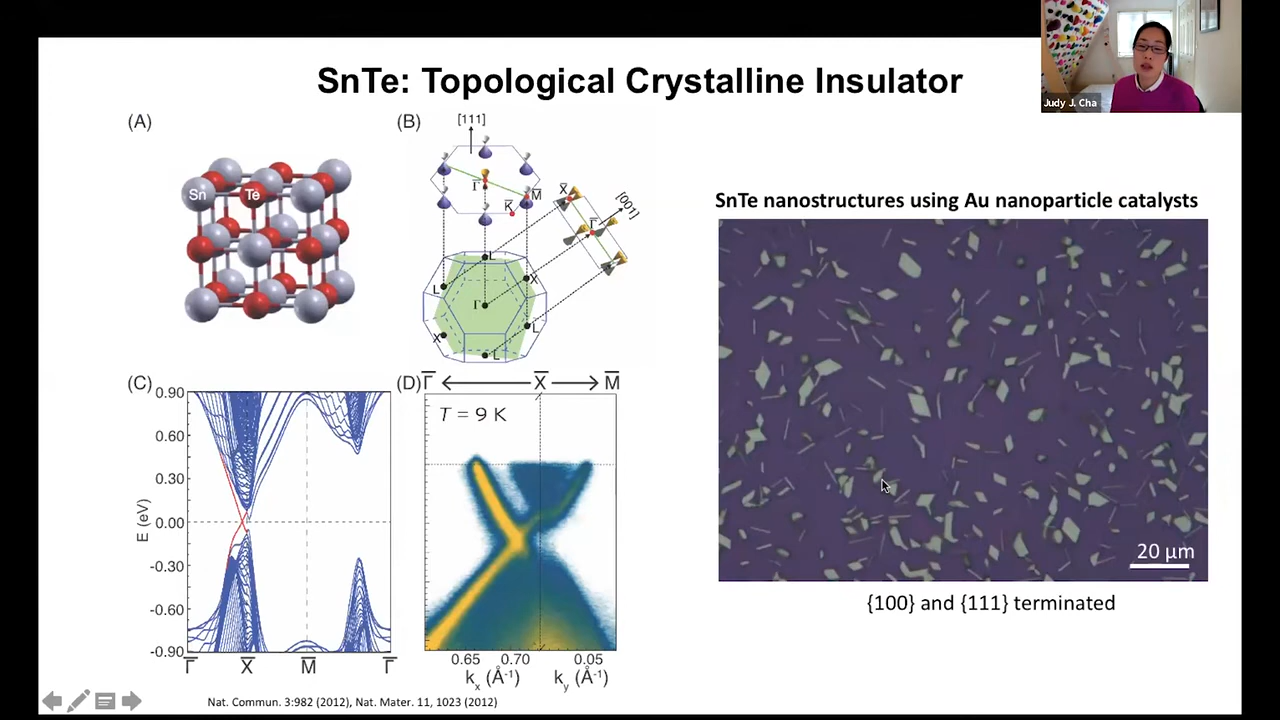 SnTe: Topological Crystalline Insulator
Judy J. Cha
(A)
Sn
Te
(B)
[111]
Γ̅
M̅
K̅
X̅
Γ̅
[001]
L
L
X
Γ
L
X
L
SnTe nanostructures using Au nanoparticle catalysts
20 μm
{100} and {111} terminated
(C)
0.90
0.60
0.30
0.00
-0.30
-0.60
-0.90
E (eV)
Γ̅ X̅ M̅ Γ̅
(D)
Γ̅ X̅ M̅
T = 9 K
0.65 0.70 0.05
kx (Å-1) ky (Å-1)
Nat. Commun. 3:982 (2012), Nat. Mater. 11, 1023 (2012)